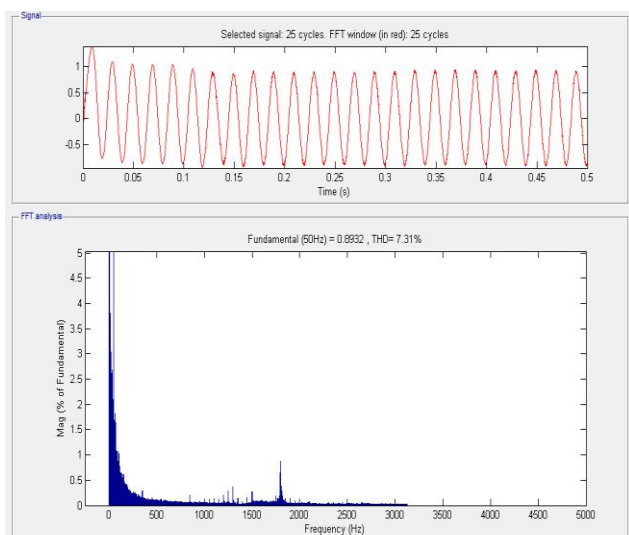 Signal
Selected signal: 25 cycles. FFT window (in red): 25 cycles
1
0.5
0
-0.5
0 0.05 0.1 0.15 0.2 0.25 0.3 0.35 0.4 0.45 0.5
Time (s)
FFT analysis
Fundamental (50Hz) = 0.8932 , THD= 7.31%
5
4.5
4
3.5
3
2.5
2
1.5
1
0.5
0
Mag (% of Fundamental)
0 500 1000 1500 2000 2500 3000 3500 4000 4500 5000
Frequency (Hz)